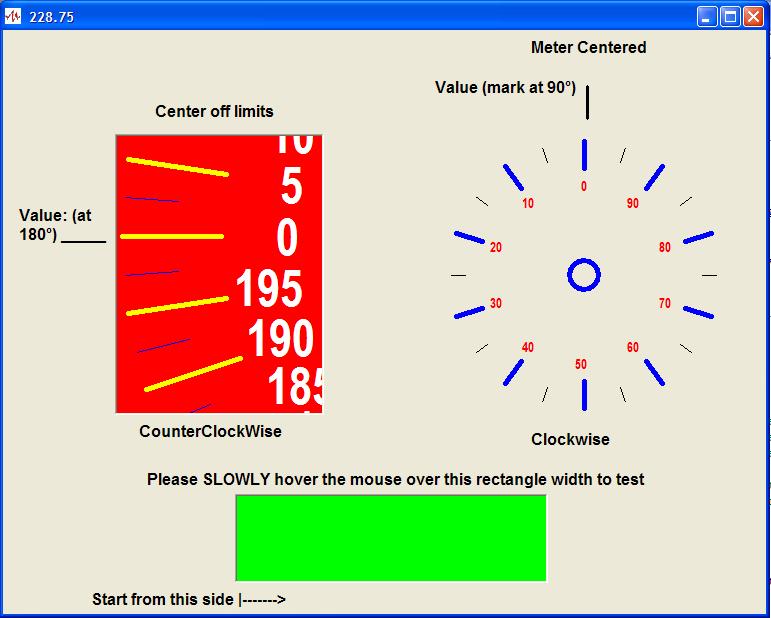 228.75
Meter Centered
Value (mark at 90°)
Center off limits
10
5
0
195
190
185
Value: (at
180°) _____
0
10
90
20
80
30
70
40
60
50
CounterClockWise
Clockwise
Please SLOWLY hover the mouse over this rectangle width to test
Start from this side |------->